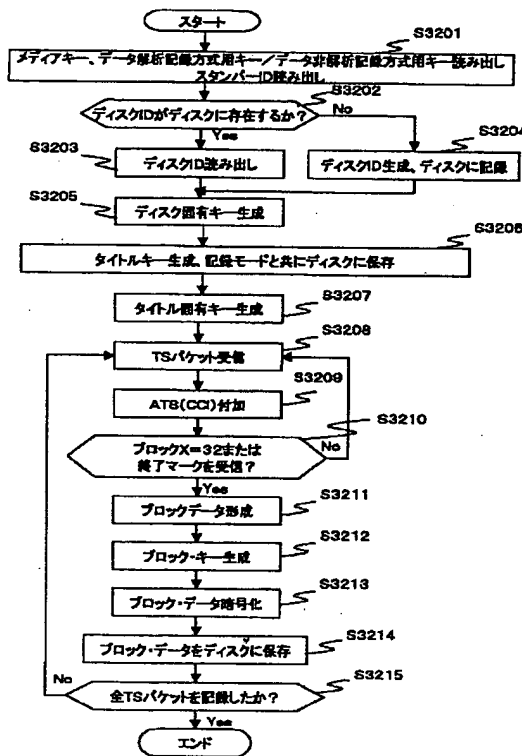 スタート
S3201
メディアキー、データ解析記録方式用キー/データ非解析記録方式用キー読み出し
スタンパーID読み出し
S3202
ディスクIDがディスクに存在するか?
No
Yes
S3203
S3204
ディスクID読み出し
ディスクID生成、ディスクに記録
S3205
ディスク固有キー生成
S3206
タイトルキー生成、記録モードと共にディスクに保存
S3207
タイトル固有キー生成
S3208
TSパケット受信
S3209
ATS(CCI)付加
S3210
ブロックX=32または
終了マークを受信?
No
Yes
S3211
ブロックデータ形成
S3212
ブロック・キー生成
S3213
ブロック・データ暗号化
S3214
ブロック・データをディスクに保存
S3215
No
全TSパケットを記録したか?
Yes
エンド